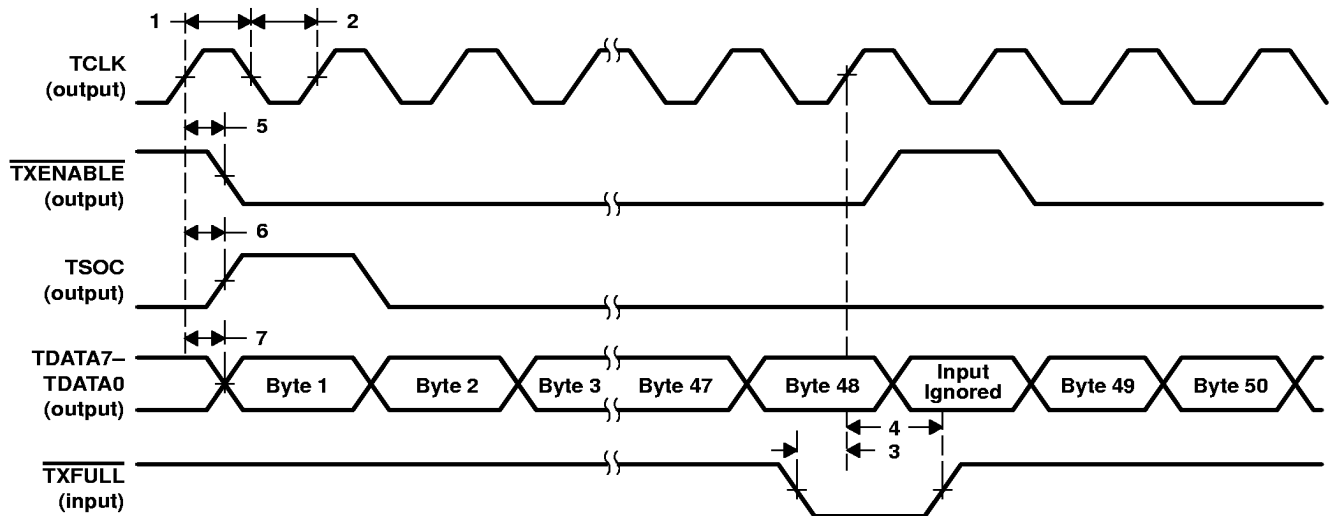 1
2
TCLK
(output)
5
TXENABLE
(output)
6
TSOC
(output)
7
TDATA7–
TDATA0
(output)
Byte 1
Byte 2
Byte 3
Byte 47
Byte 48
Input
Ignored
Byte 49
Byte 50
4
3
TXFULL
(input)